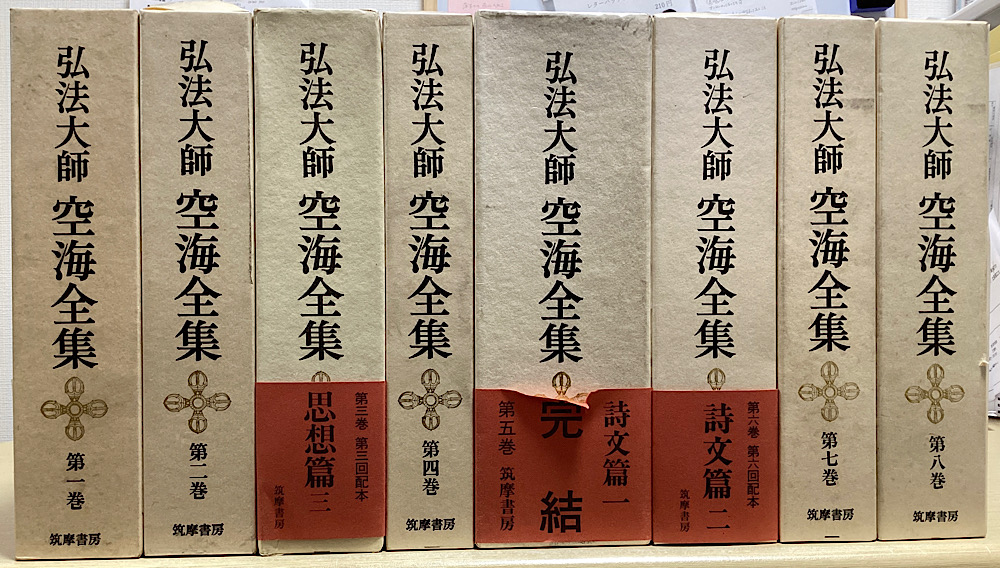 弘法大師 空海全集
第一巻
筑摩書房
弘法大師 空海全集
第二巻
筑摩書房
弘法大師 空海全集
第三巻 第三回配本
思想篇三
筑摩書房
弘法大師 空海全集
第四巻
筑摩書房
弘法大師 空海全集
詩文篇一
完結
第五巻 筑摩書房
弘法大師 空海全集
第六巻 第六回配本
詩文篇二
筑摩書房
弘法大師 空海全集
第七巻
筑摩書房
弘法大師 空海全集
第八巻
筑摩書房